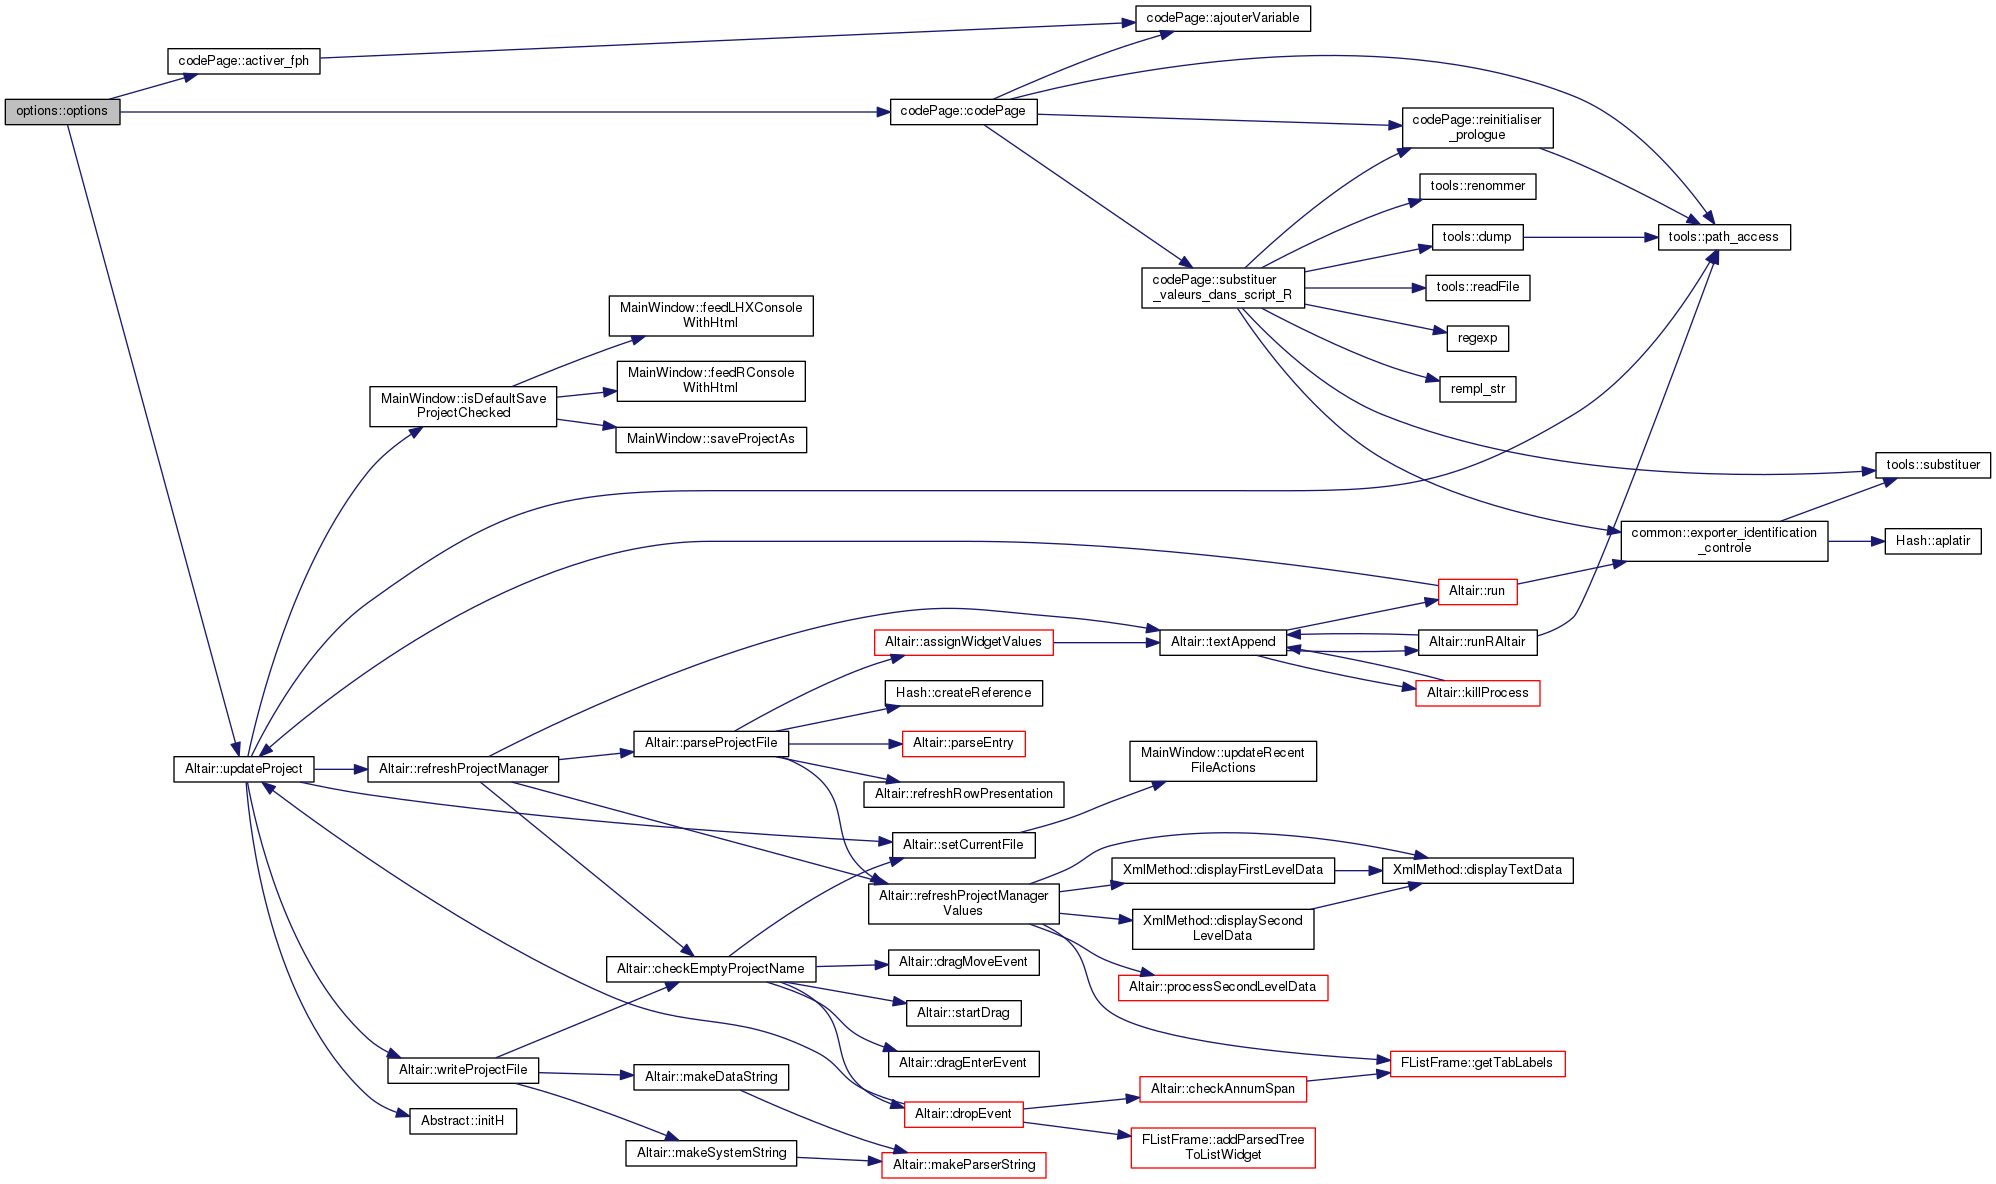 codePage::ajouterVariable
codePage::activer_fph
options::options
codePage::codePage
codePage::reinitialiser
_prologue
tools::renommer
tools::dump
tools::path_access
codePage::substituer
_valeurs_dans_script_R
tools::readFile
MainWindow::feedLHXConsole
WithHtml
regexp
MainWindow::feedRConsole
WithHtml
rempl_str
MainWindow::isDefaultSave
ProjectChecked
MainWindow::saveProjectAs
tools::substituer
common::exporter_identification
_controle
Hash::aplatir
Altair::run
Altair::assignWidgetValues
Altair::textAppend
Altair::runRAltair
Hash::createReference
Altair::killProcess
Altair::parseProjectFile
Altair::parseEntry
MainWindow::updateRecent
FileActions
Altair::updateProject
Altair::refreshProjectManager
Altair::refreshRowPresentation
Altair::setCurrentFile
XmlMethod::displayFirstLevelData
XmlMethod::displayTextData
Altair::refreshProjectManager
Values
XmlMethod::displaySecond
LevelData
Altair::checkEmptyProjectName
Altair::dragMoveEvent
Altair::processSecondLevelData
Altair::startDrag
Altair::dragEnterEvent
FListFrame::getTabLabels
Altair::writeProjectFile
Altair::makeDataString
Altair::checkAnnumSpan
Altair::dropEvent
Abstract::initH
FListFrame::addParsedTree
ToListWidget
Altair::makeSystemString
Altair::makeParserString